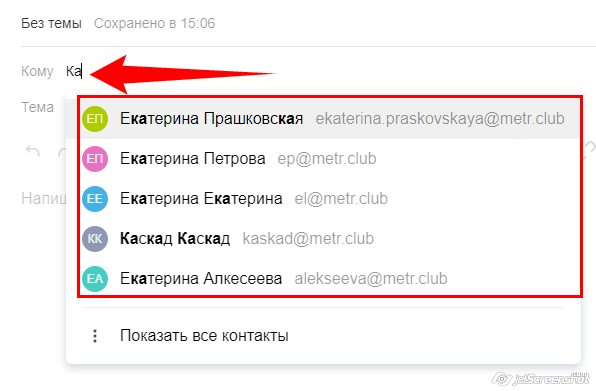 Без темы Сохранено в 15:06
Кому Ка
Тема
ЕП Екатерина Прашковская ekaterina.praskovskaya@metr.club
ЕП Екатерина Петрова ep@metr.club
Напиш
ЕЕ Екатерина Екатерина el@metr.club
КК Каскад Каскад kaskad@metr.club
ЕА Екатерина Алкесеева alekseeva@metr.club
Показать все контакты
jetScreenshot